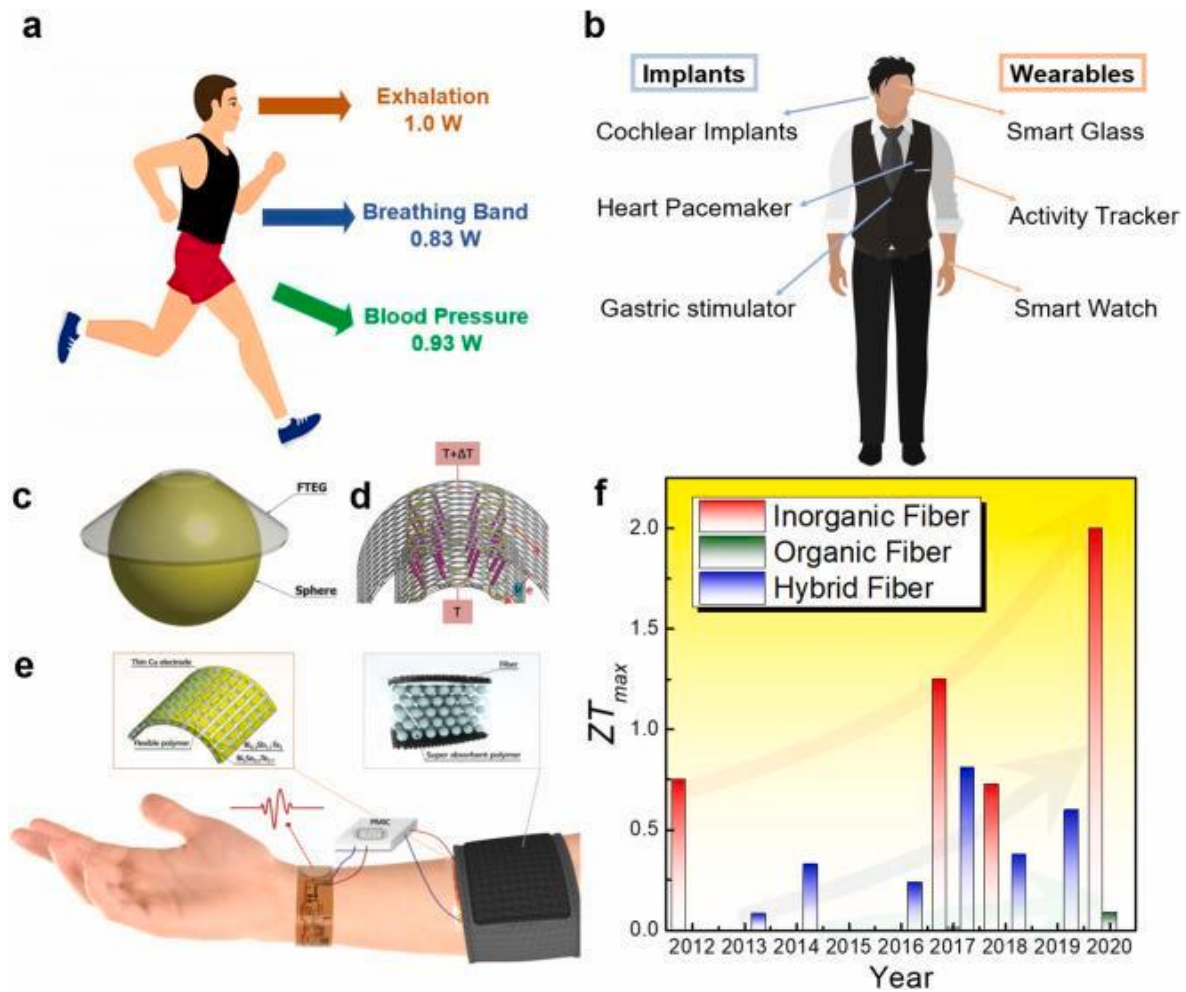 a
Exhalation
1.0 W
Breathing Band
0.83 W
Blood Pressure
0.93 W
b
Implants
Wearables
Cochlear Implants
Smart Glass
Heart Pacemaker
Activity Tracker
Gastric stimulator
Smart Watch
c
FTEG
Sphere
d
T+ΔT
T
e
Thin Cu electrode
Flexible polymer
Fiber
Super absorbent polymer
PMIC
f
Inorganic Fiber
Organic Fiber
Hybrid Fiber
2.0
1.5
1.0
0.5
0.0
ZTmax
2012 2013 2014 2015 2016 2017 2018 2019 2020
Year